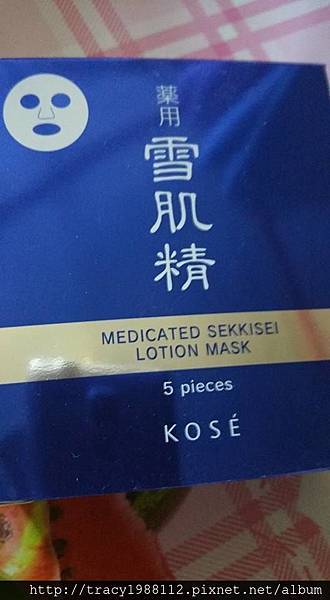 薬用
雪肌精
MEDICATED SEKKISEI
LOTION MASK
5 pieces
KOSÉ
http://tracy1988112.pixnet.net/album